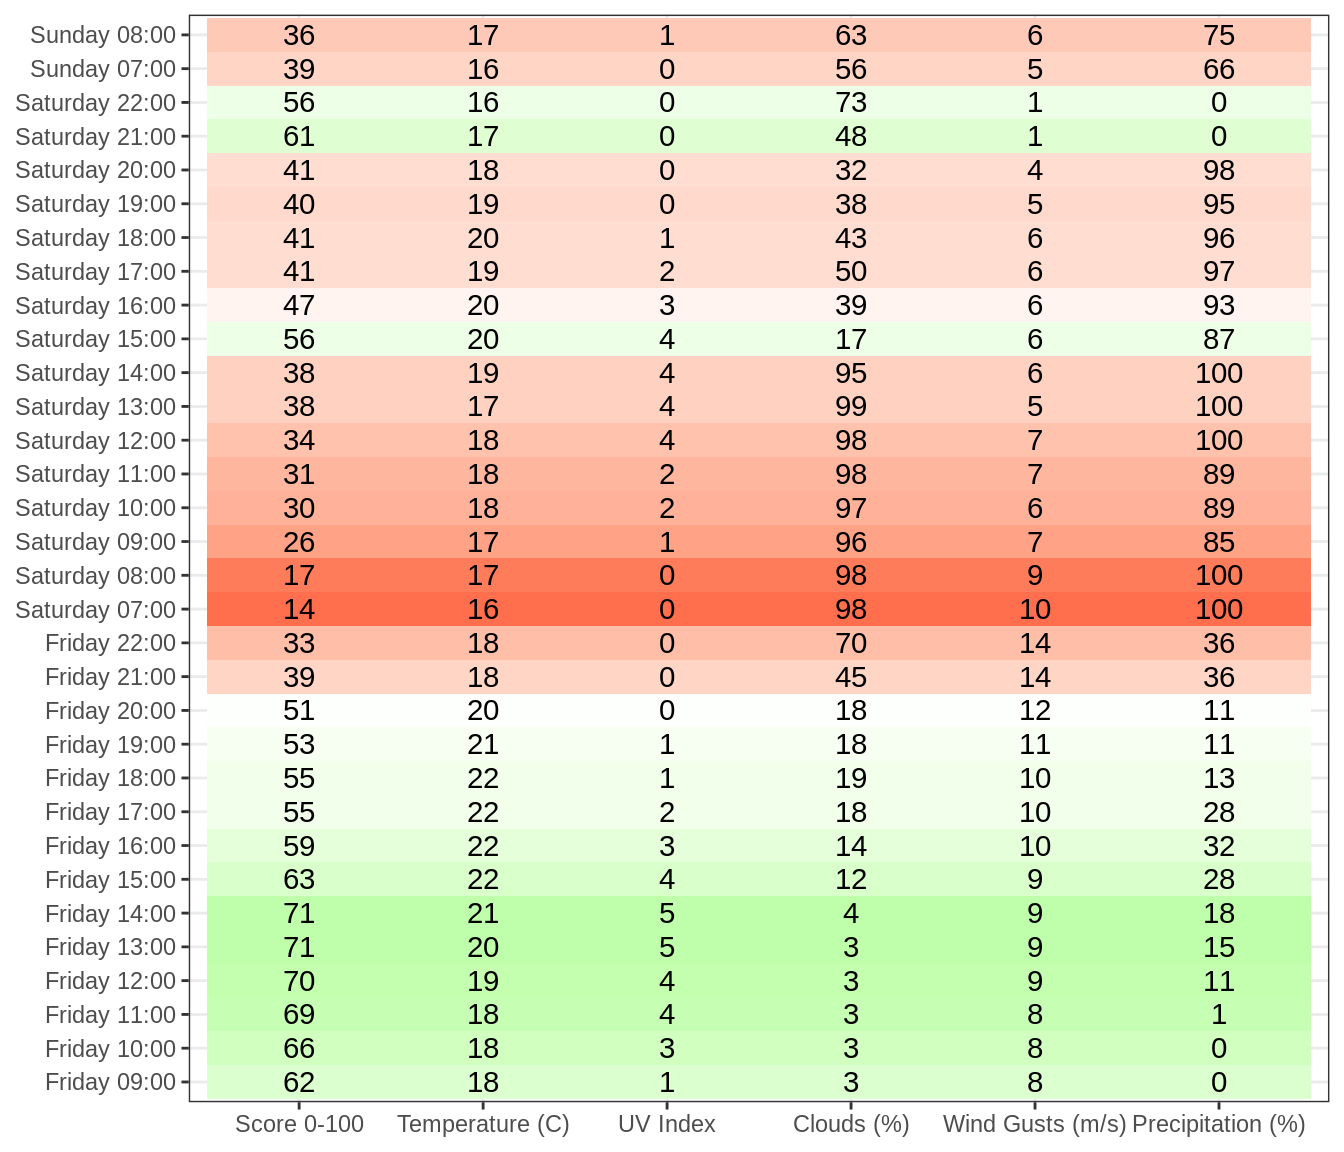 Sunday 08:00 36 17 1 63 6 75
Sunday 07:00 39 16 0 56 5 66
Saturday 22:00 56 16 0 73 1 0
Saturday 21:00 61 17 0 48 1 0
Saturday 20:00 41 18 0 32 4 98
Saturday 19:00 40 19 0 38 5 95
Saturday 18:00 41 20 1 43 6 96
Saturday 17:00 41 19 2 50 6 97
Saturday 16:00 47 20 3 39 6 93
Saturday 15:00 56 20 4 17 6 87
Saturday 14:00 38 19 4 95 6 100
Saturday 13:00 38 17 4 99 5 100
Saturday 12:00 34 18 4 98 7 100
Saturday 11:00 31 18 2 98 7 89
Saturday 10:00 30 18 2 97 6 89
Saturday 09:00 26 17 1 96 7 85
Saturday 08:00 17 17 0 98 9 100
Saturday 07:00 14 16 0 98 10 100
Friday 22:00 33 18 0 70 14 36
Friday 21:00 39 18 0 45 14 36
Friday 20:00 51 20 0 18 12 11
Friday 19:00 53 21 1 18 11 11
Friday 18:00 55 22 1 19 10 13
Friday 17:00 55 22 2 18 10 28
Friday 16:00 59 22 3 14 10 32
Friday 15:00 63 22 4 12 9 28
Friday 14:00 71 21 5 4 9 18
Friday 13:00 71 20 5 3 9 15
Friday 12:00 70 19 4 3 9 11
Friday 11:00 69 18 4 3 8 1
Friday 10:00 66 18 3 3 8 0
Friday 09:00 62 18 1 3 8 0
Score 0-100 Temperature (C) UV Index Clouds (%) Wind Gusts (m/s) Precipitation (%)